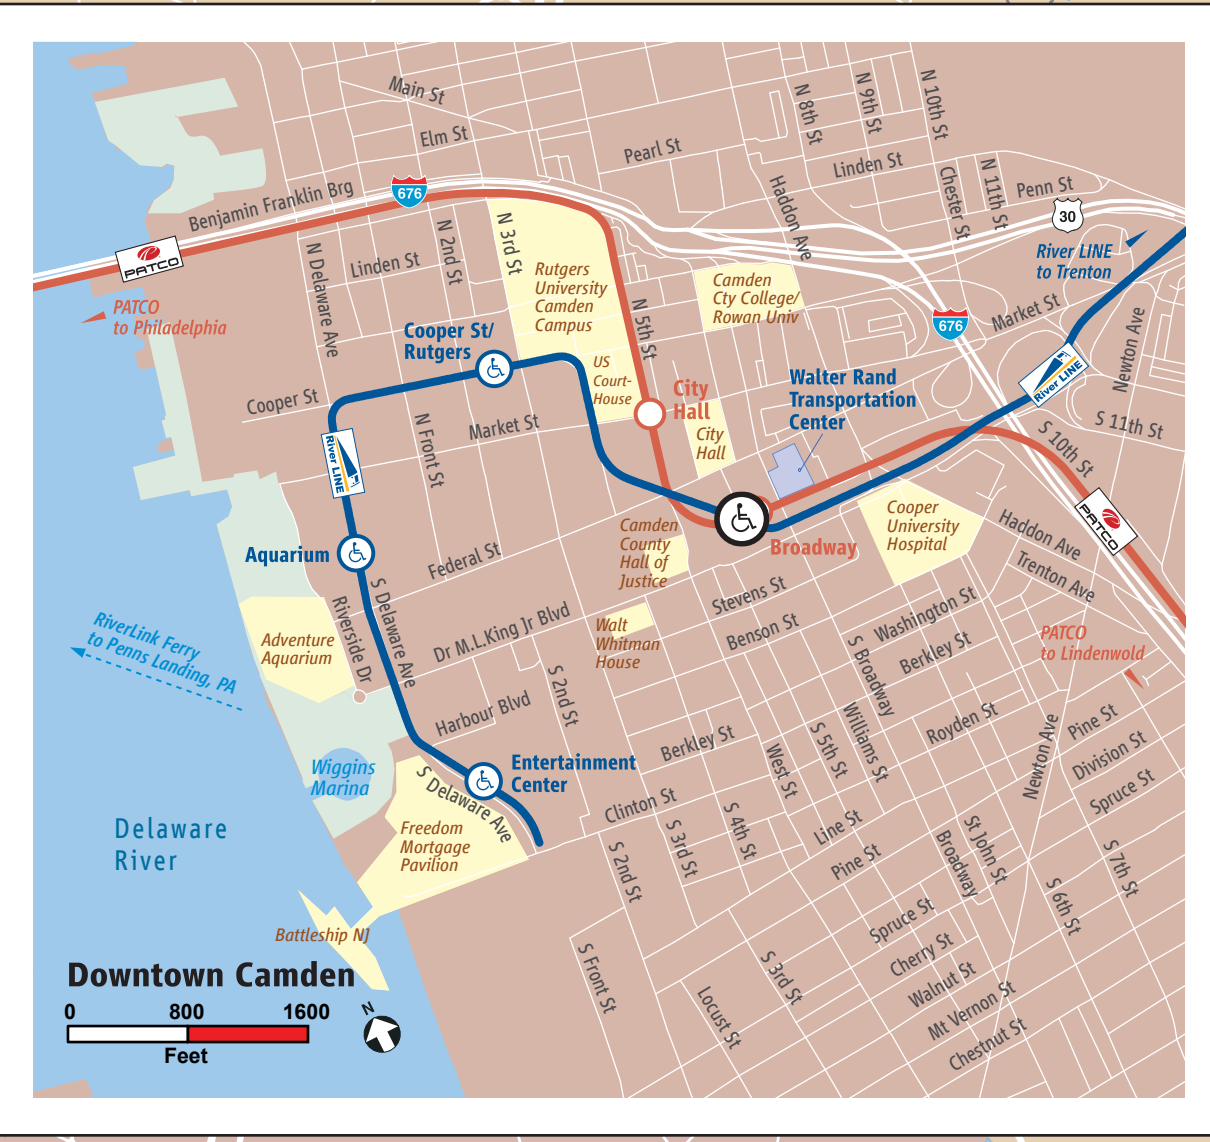 Main St
Elm St
Pearl St
N 8th St
N 9th St
N 10th St
Linden St
Chester St
N 11th St
Penn St
30
Haddon Ave
Benjamin Franklin Brg
676
PATCO
PATCO
to Philadelphia
N Delaware Ave
Linden St
N 2nd St
N 3rd St
Rutgers
University
Camden
Campus
N 5th St
Camden
Cty College/
Rowan Univ
River LINE
to Trenton
Market St
676
Newton Ave
River LINE
Cooper St/
Rutgers
US
Court-
House
City
Hall
City
Hall
Walter Rand
Transportation
Center
Cooper St
River LINE
N Front St
Market St
S 11th St
S 10th St
PATCO
Aquarium
Federal St
Camden
County
Hall of
Justice
Broadway
Cooper
University
Hospital
Haddon Ave
Trenton Ave
RiverLink Ferry
to Penns Landing, PA
Adventure
Aquarium
Riverside Dr
S Delaware Ave
Dr M.L.King Jr Blvd
Walt
Whitman
House
Stevens St
Benson St
Washington St
Berkley St
S Broadway
PATCO
to Lindenwold
Harbour Blvd
S 2nd St
Berkley St
West St
S 5th St
Williams St
Royden St
Newton Ave
Pine St
Division St
Spruce St
Wiggins
Marina
Entertainment
Center
S Delaware Ave
Freedom
Mortgage
Pavilion
Clinton St
S 2nd St
S 3rd St
S 4th St
Line St
Pine St
Broadway
St John St
S 6th St
S 7th St
Delaware
River
Battleship NJ
S Front St
Locust St
S 3rd St
Spruce St
Cherry St
Walnut St
Mt Vernon St
Chestnut St
Downtown Camden
0 800 1600
Feet
N